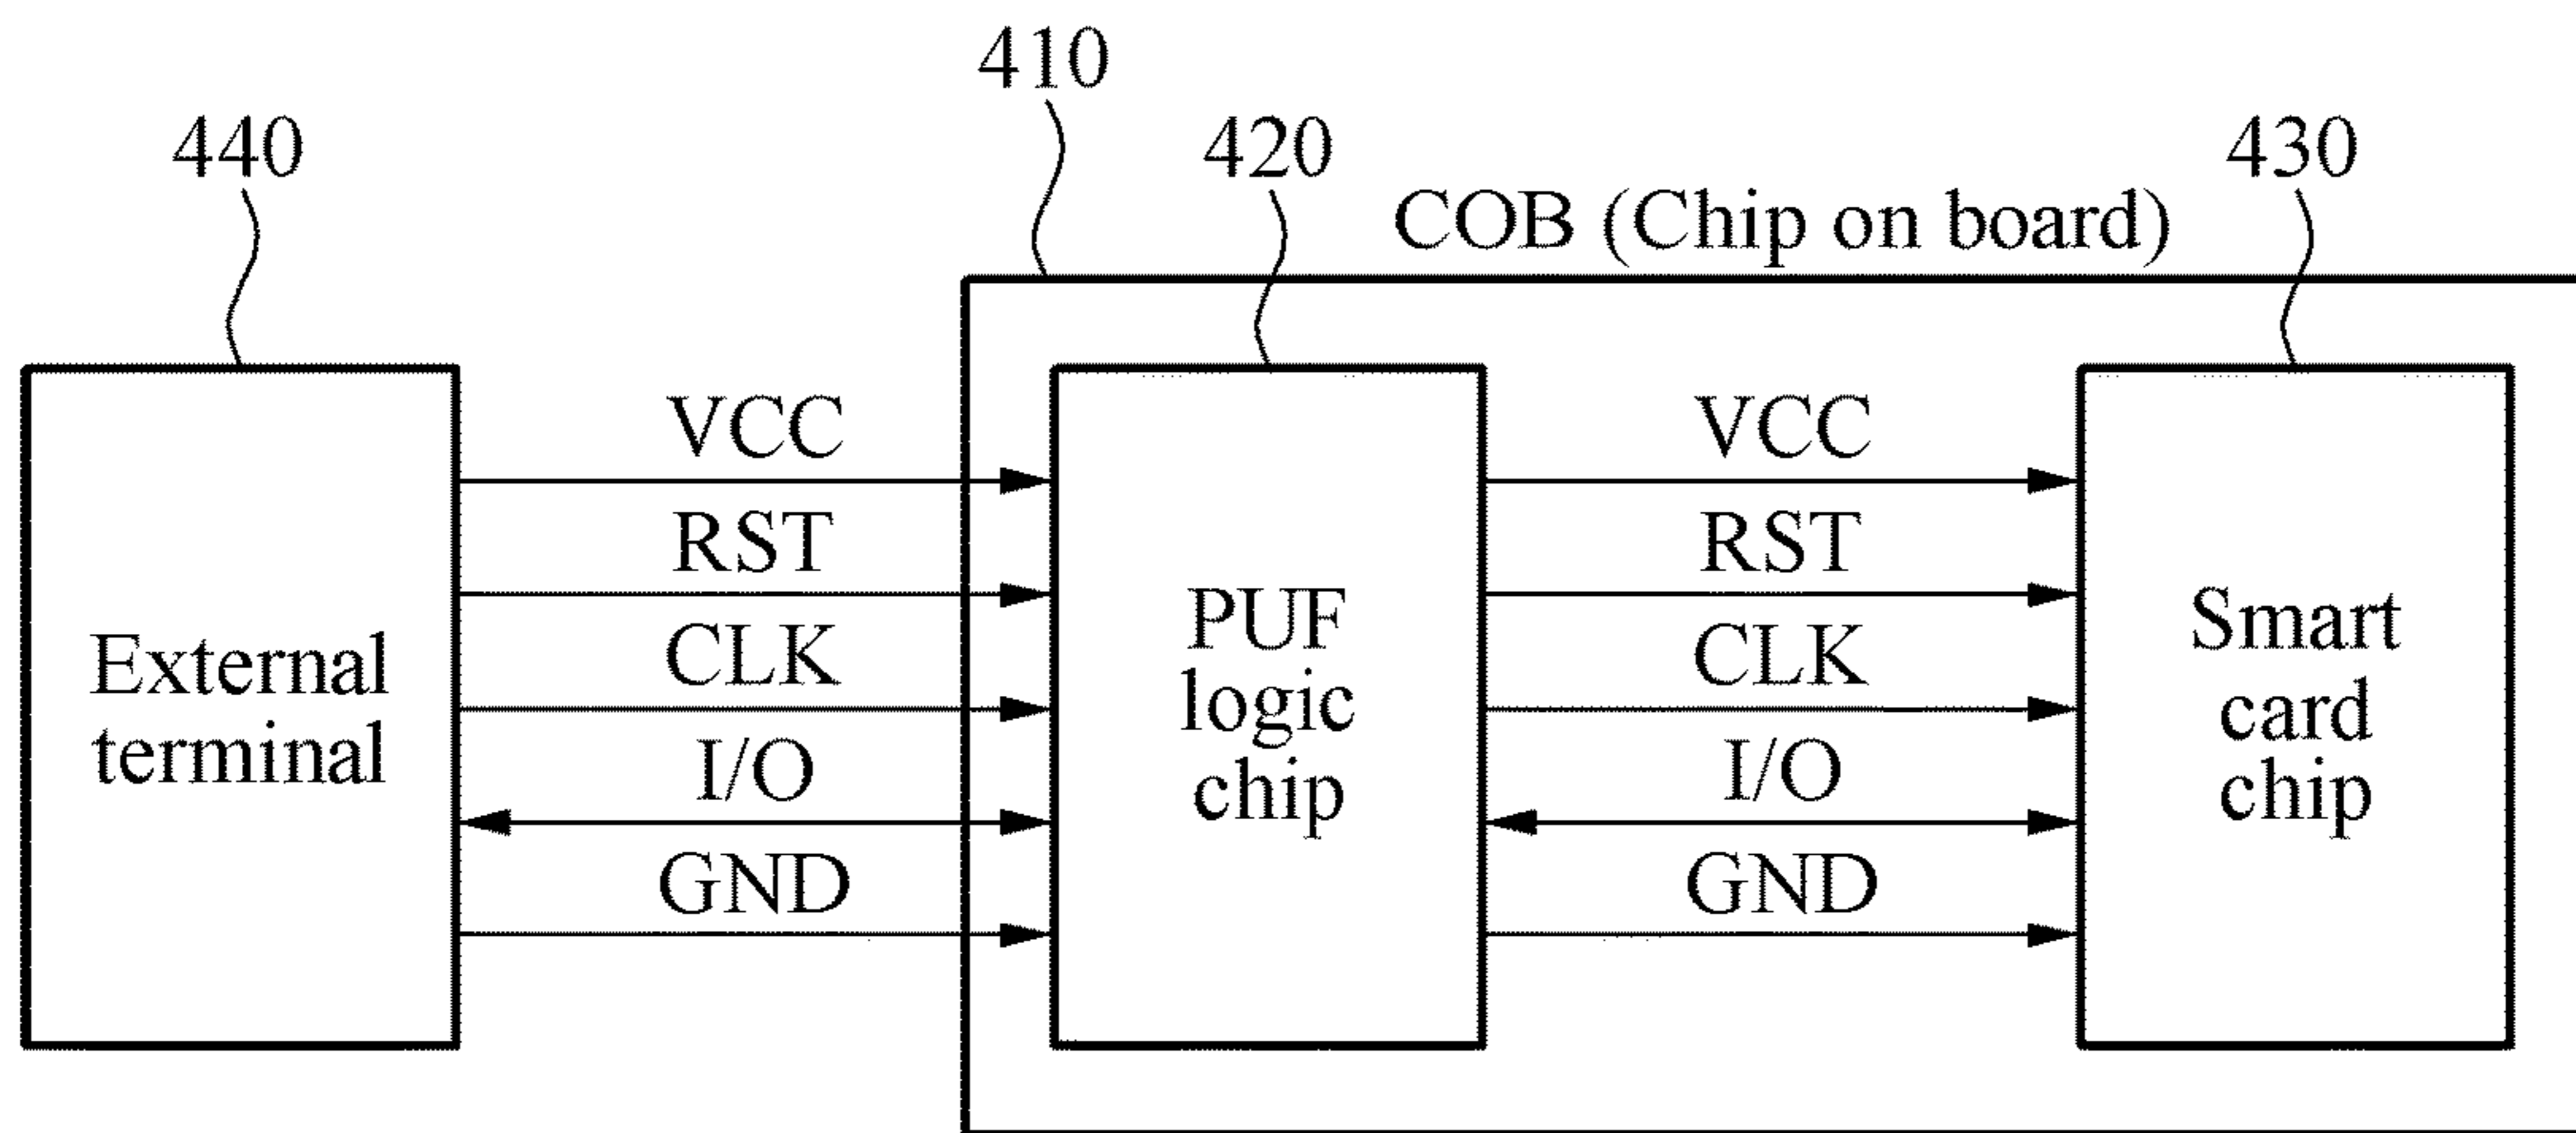 410
440
420
430
COB (Chip on board)
VCC
RST
CLK
I/O
GND
VCC
RST
CLK
I/O
GND
External
terminal
PUF
logic
chip
Smart
card
chip